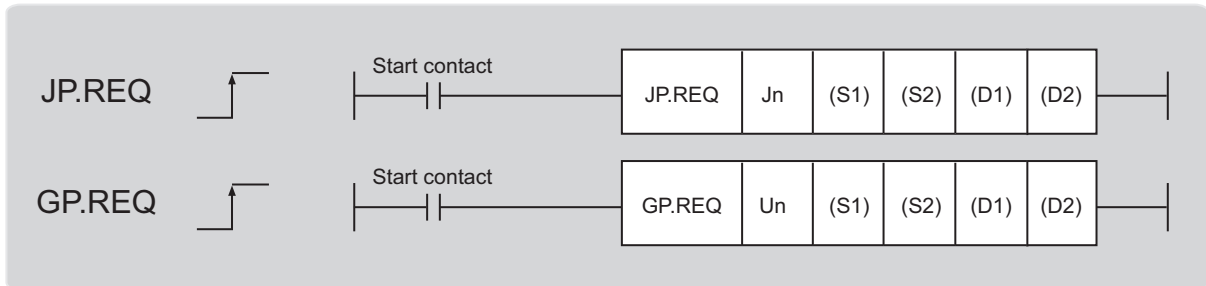 Start contact
JP.REQ JP.REQ Jn (S1) (S2) (D1) (D2)
Start contact
GP.REQ GP.REQ Un (S1) (S2) (D1) (D2)